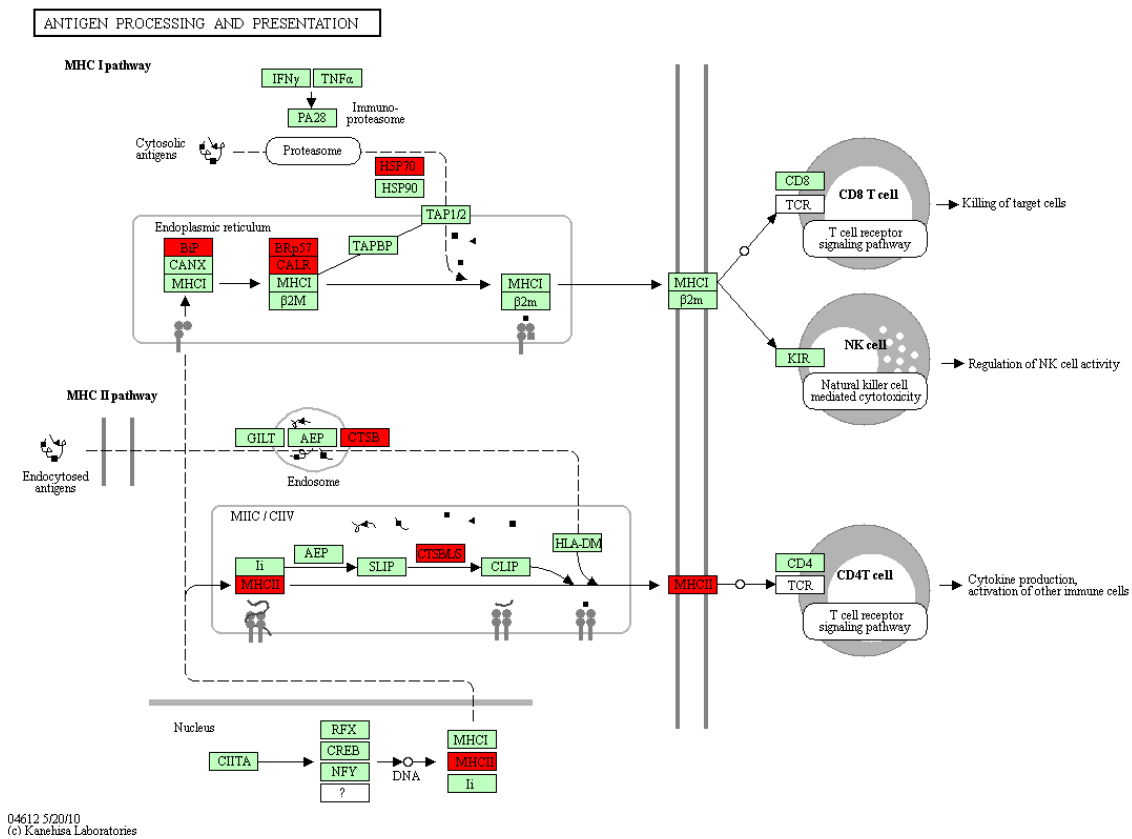 ANTIGEN PROCESSING AND PRESENTATION
MHC I pathway
IFNγ TNFα
PA28
Immuno-
proteasome
Cytosolic
antigens
Proteasome
HSP70
HSP90
TAP1/2
Endoplasmic reticulum
TAPBP
BiP
CANX
MHCI
BRp57
CALR
MHCI
β2M
MHCI
β2m
MHCI
β2m
CD8
TCR
CD8 T cell
T cell receptor
signaling pathway
Killing of target cells
KIR
NK cell
Natural killer cell
mediated cytotoxicity
Regulation of NK cell activity
MHC II pathway
Endocytosed
antigens
GILT AEP CTSB
Endosome
MIIC / CIIV
HLA-DM
Ii
MHCII
AEP
SLIP
CTSB/L/S
CLIP
MHCII
CD4
TCR
CD4T cell
T cell receptor
signaling pathway
Cytokine production,
activation of other immune cells
Nucleus
CIITA
RFX
CREB
NFY
?
DNA
MHCI
MHCII
Ii
04612 5/20/10
(c) Kanehisa Laboratories